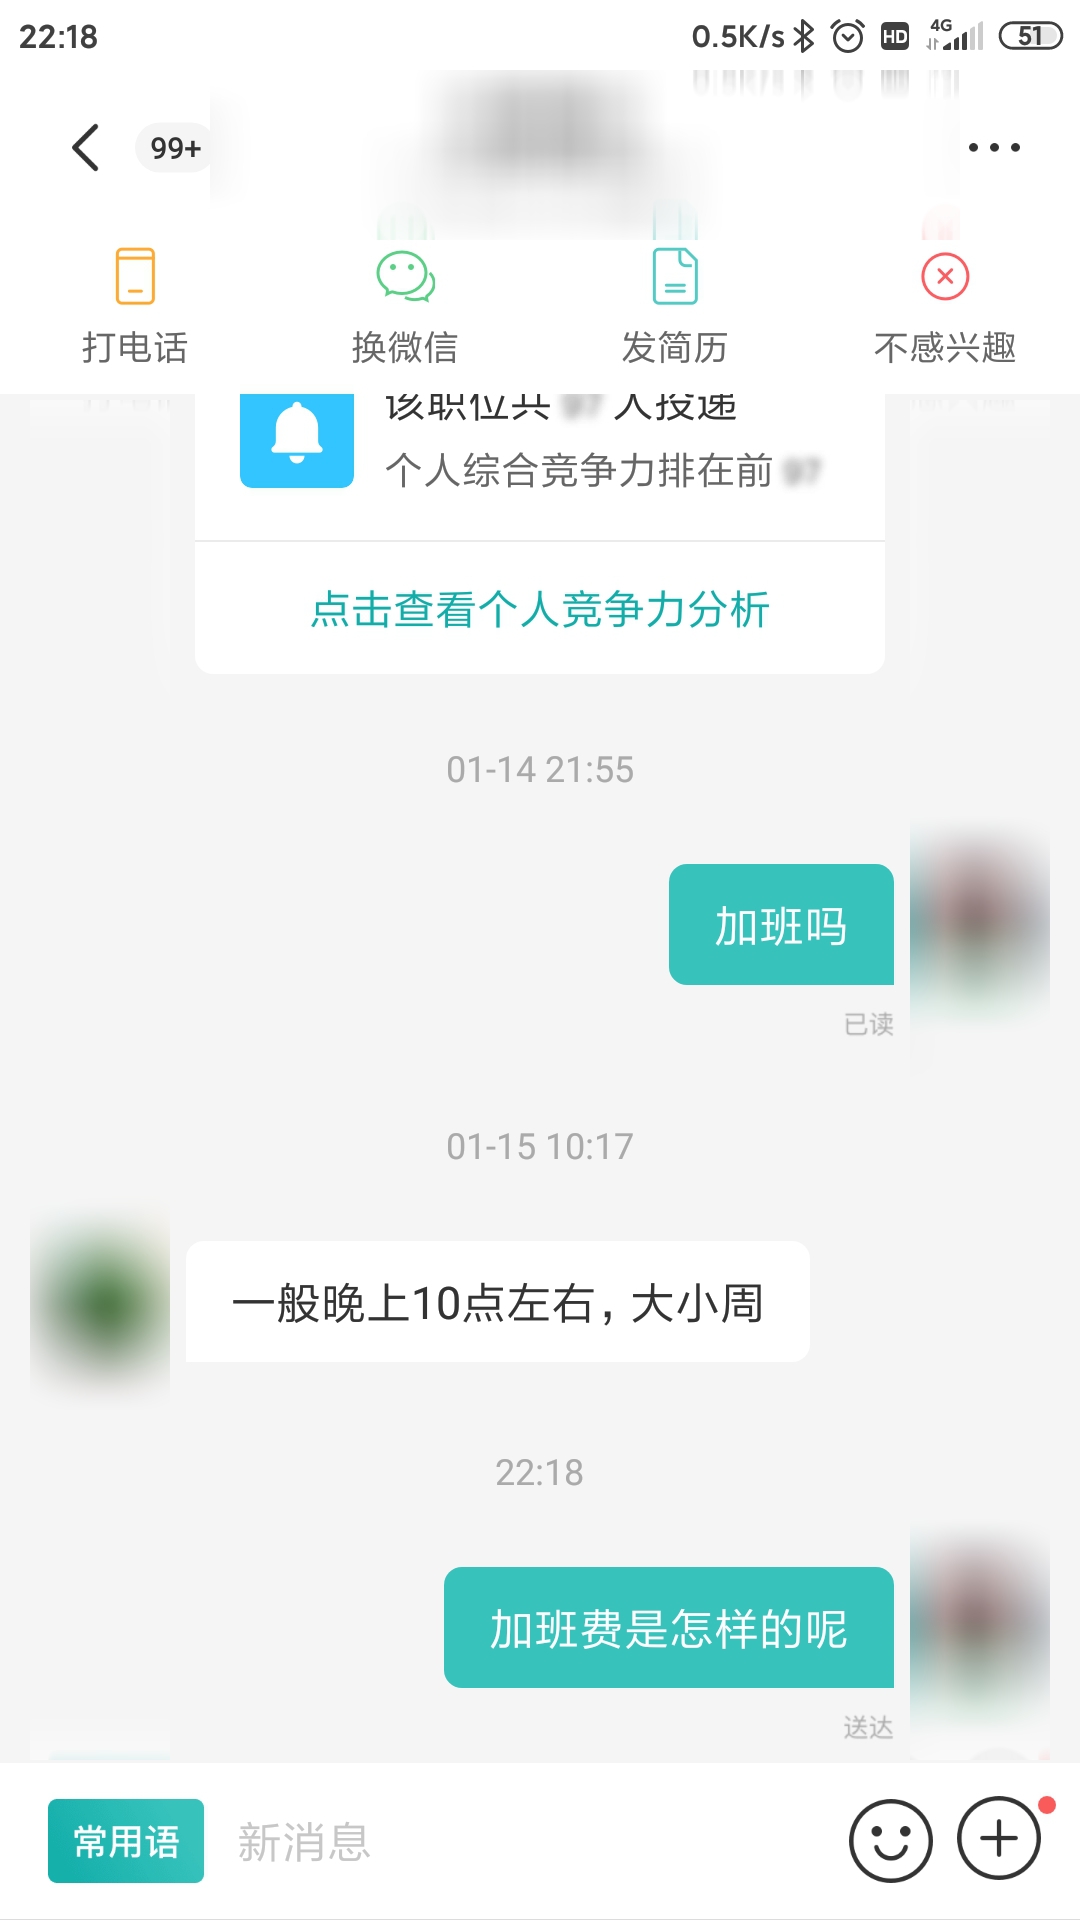 22:18 0.5K/s HD 4G 51
99+
打电话 换微信 发简历 不感兴趣
该职位共 人投递
个人综合竞争力排在前
点击查看个人竞争力分析
01-14 21:55
加班吗
已读
01-15 10:17
一般晚上10点左右，大小周
22:18
加班费是怎样的呢
送达
常用语 新消息